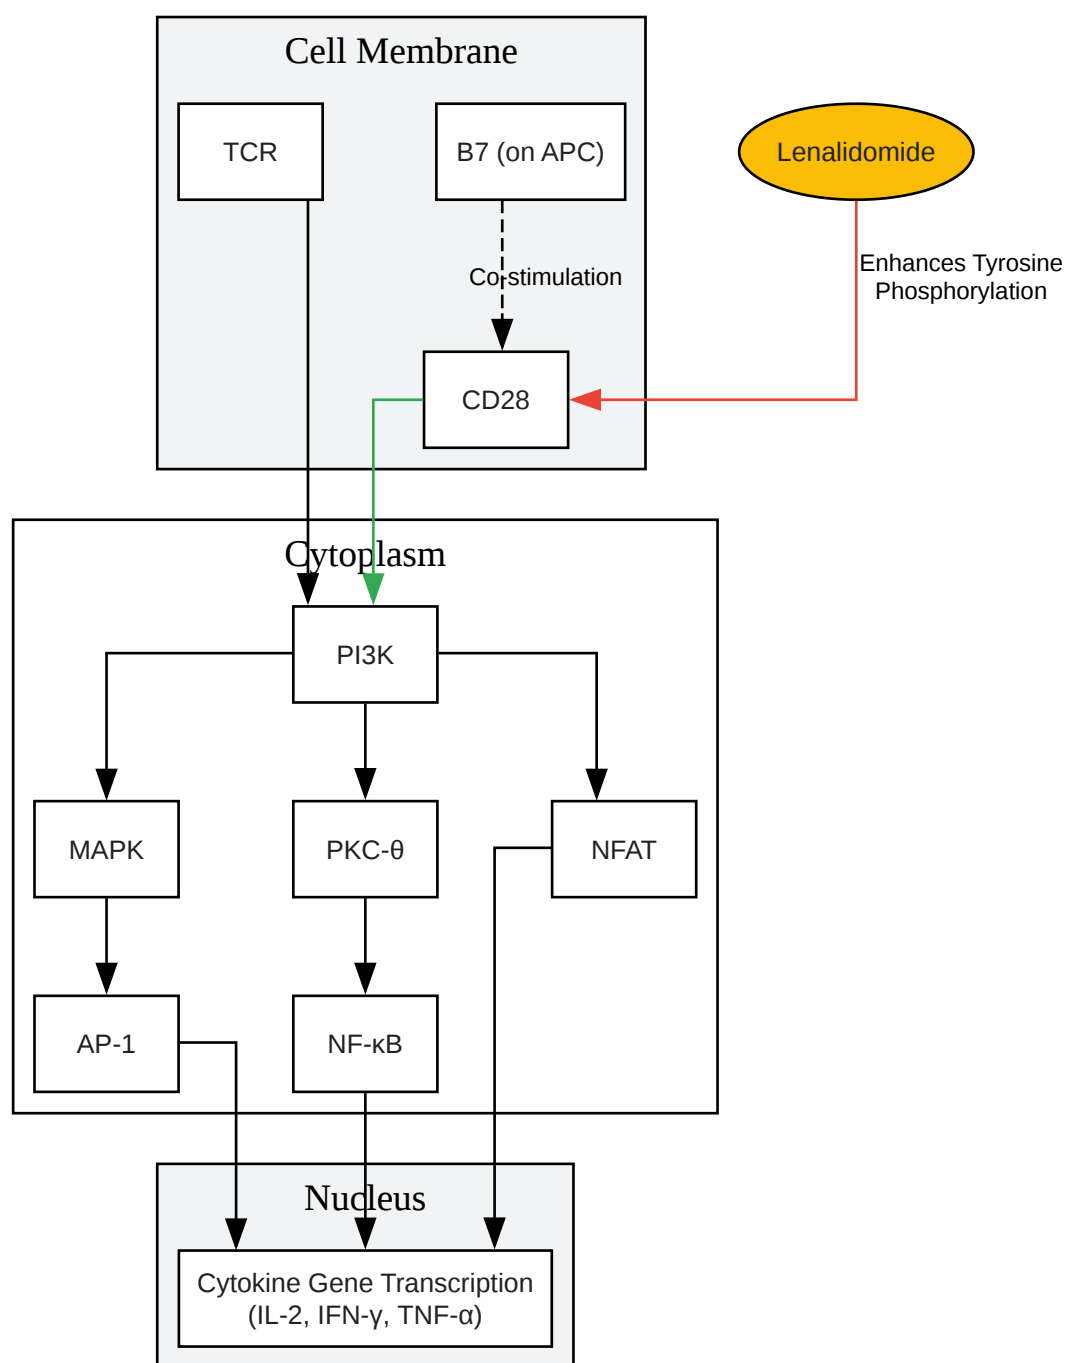 Cell Membrane
TCR
B7 (on APC)
Lenalidomide
Co-stimulation
Enhances Tyrosine
Phosphorylation
CD28
Cytoplasm
PI3K
MAPK
PKC-θ
NFAT
AP-1
NF-κB
Nucleus
Cytokine Gene Transcription
(IL-2, IFN-γ, TNF-α)